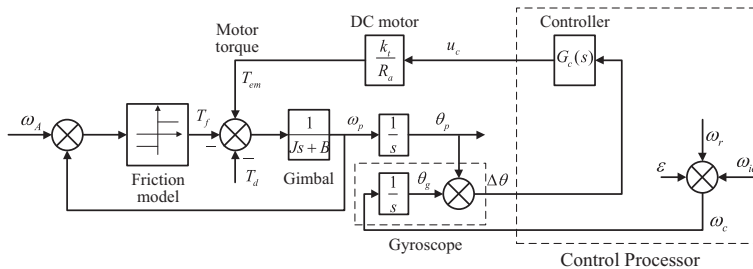 DC motor
Controller
Motor
torque
k_t
R_a
u_c
G_c(s)
T_em
ω_A
T_f
ω_p
θ_p
1
Js + B
1
s
−
−
T_d
Friction
model
Gimbal
1
s
θ_g
Δθ
ω_r
ε
ω_c
Gyroscope
Control Processor